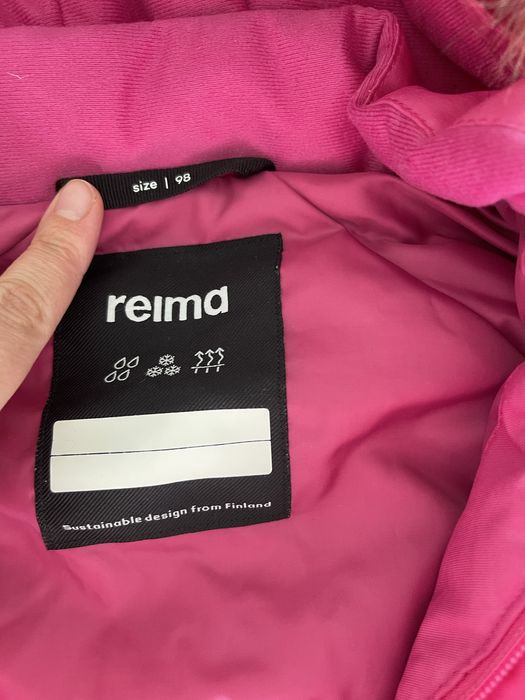 size | 98
reima
Sustainable design from Finland